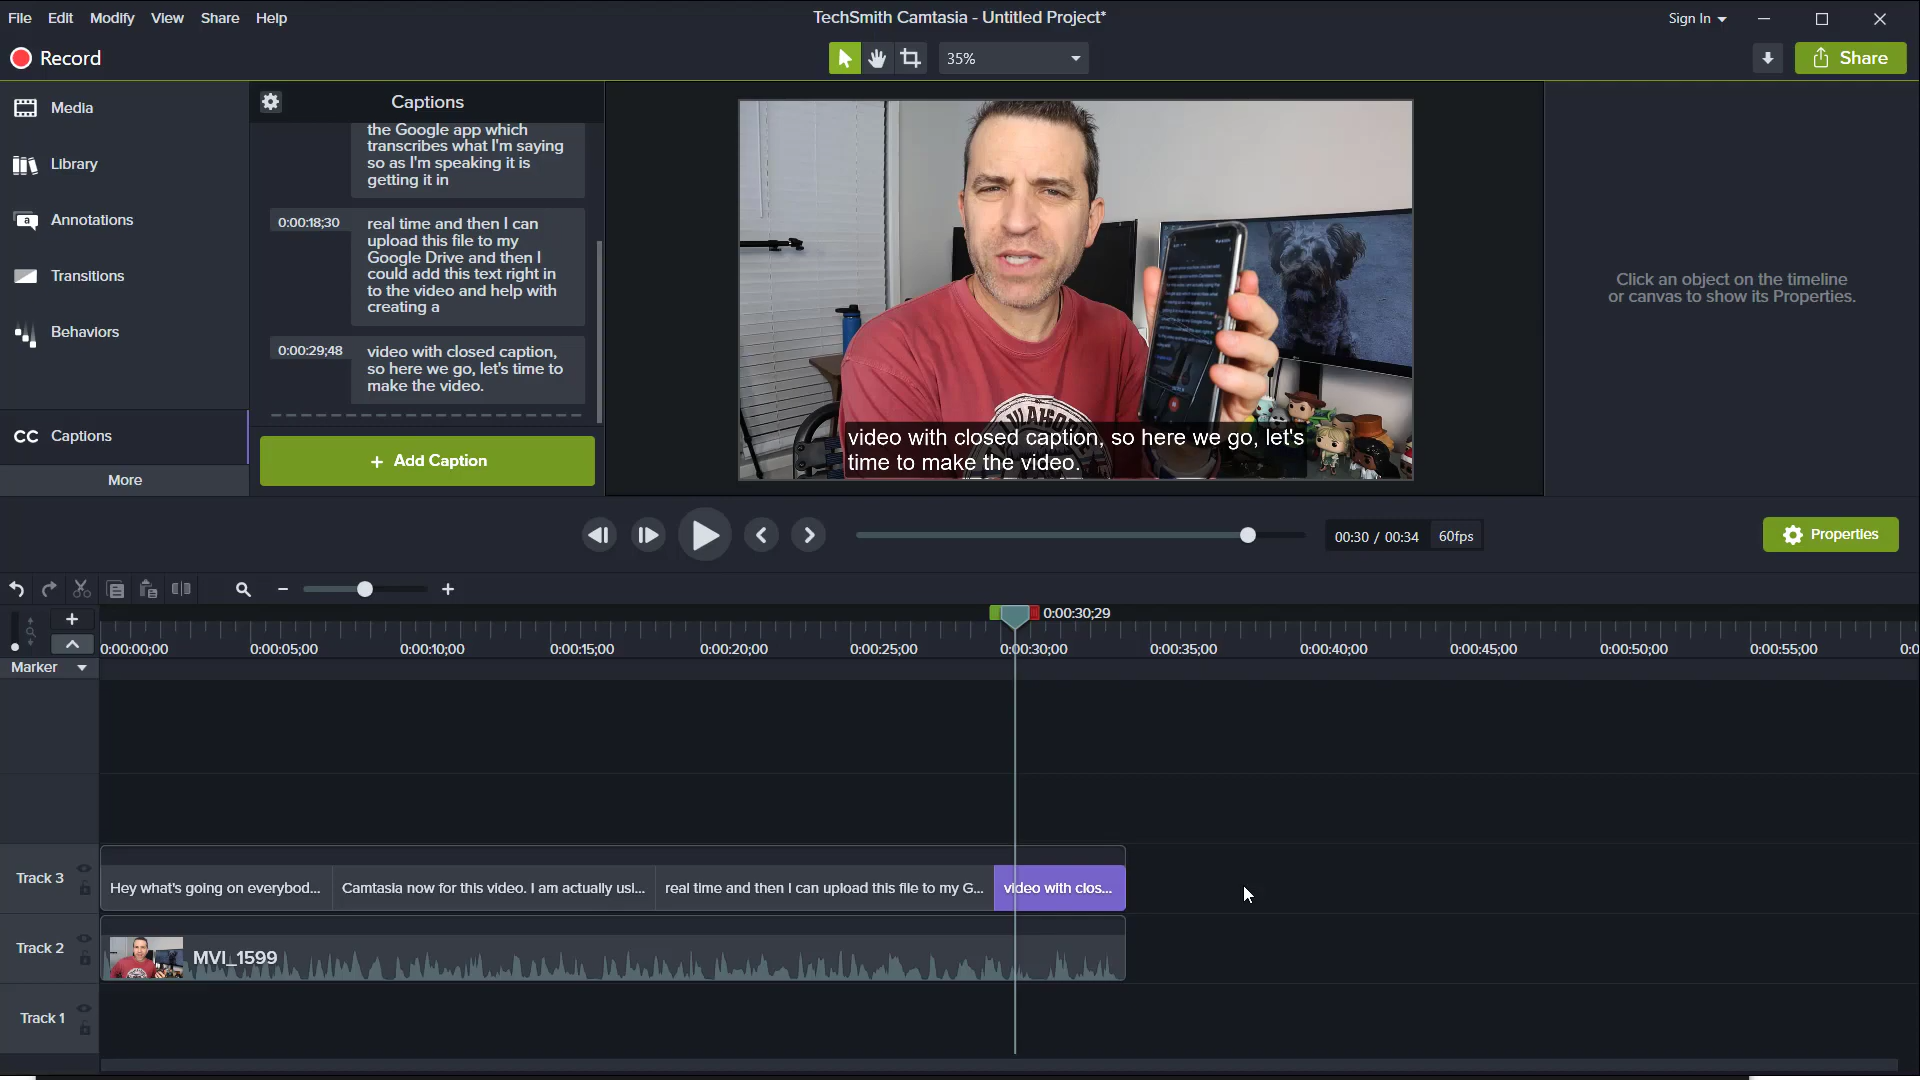 File Edit Modify View Share Help
TechSmith Camtasia - Untitled Project*
Sign In
Record
35%
Share
Media
Library
Annotations
Transitions
Behaviors
CC Captions
More
Captions
the Google app which
transcribes what I'm saying
so as I'm speaking it is
getting it in
0:00:18;30
real time and then I can
upload this file to my
Google Drive and then I
could add this text right in
to the video and help with
creating a
0:00:29;48
video with closed caption,
so here we go, let's time to
make the video.
+ Add Caption
video with closed caption, so here we go, let's
time to make the video.
Click an object on the timeline
or canvas to show its Properties.
00:30 / 00:34 60fps
Properties
0:00:30;29
0:00:00;00 0:00:05;00 0:00:10;00 0:00:15;00 0:00:20;00 0:00:25;00 0:00:30;00 0:00:35;00 0:00:40;00 0:00:45;00 0:00:50;00 0:00:55;00 0:0
Marker
Track 3
Hey what's going on everybod... Camtasia now for this video. I am actually usi... real time and then I can upload this file to my G... video with clos...
Track 2
MVI_1599
Track 1